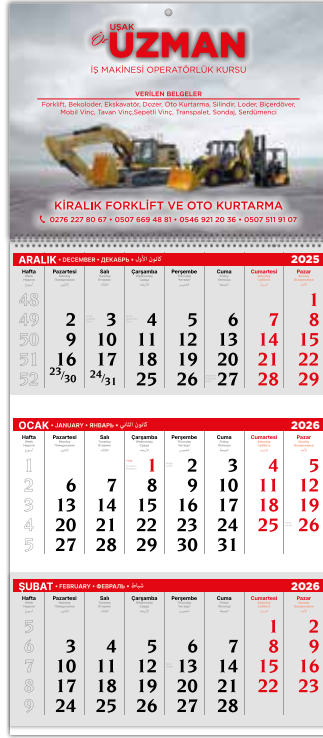 UŞAK
Öz UZMAN
İŞ MAKİNESİ OPERATÖRLÜK KURSU
VERİLEN BELGELER
Forklift, Bekoloder, Ekskavatör, Dozer, Oto Kurtarma, Silindir, Loder, Biçerdöver,
Mobil Vinç, Tavan Vinç, Sepetli Vinç, Transpalet, Sondaj, Serdümenci
KİRALIK FORKLİFT VE OTO KURTARMA
0276 227 80 67 • 0507 669 48 81 • 0546 921 20 36 • 0507 511 91 07
ARALIK • DECEMBER • ДЕКАБРЬ • كانون الأول 2025
Hafta Pazartesi Salı Çarşamba Perşembe Cuma Cumartesi Pazar
48 1
49 2 3 4 5 6 7 8
50 9 10 11 12 13 14 15
51 16 17 18 19 20 21 22
52 23/30 24/31 25 26 27 28 29
OCAK • JANUARY • ЯНВАРЬ • كانون الثاني 2026
Hafta Pazartesi Salı Çarşamba Perşembe Cuma Cumartesi Pazar
1 1 2 3 4 5
2 6 7 8 9 10 11 12
3 13 14 15 16 17 18 19
4 20 21 22 23 24 25 26
5 27 28 29 30 31
ŞUBAT • FEBRUARY • ФЕВРАЛЬ • شباط 2026
Hafta Pazartesi Salı Çarşamba Perşembe Cuma Cumartesi Pazar
5 1 2
6 3 4 5 6 7 8 9
7 10 11 12 13 14 15 16
8 17 18 19 20 21 22 23
9 24 25 26 27 28